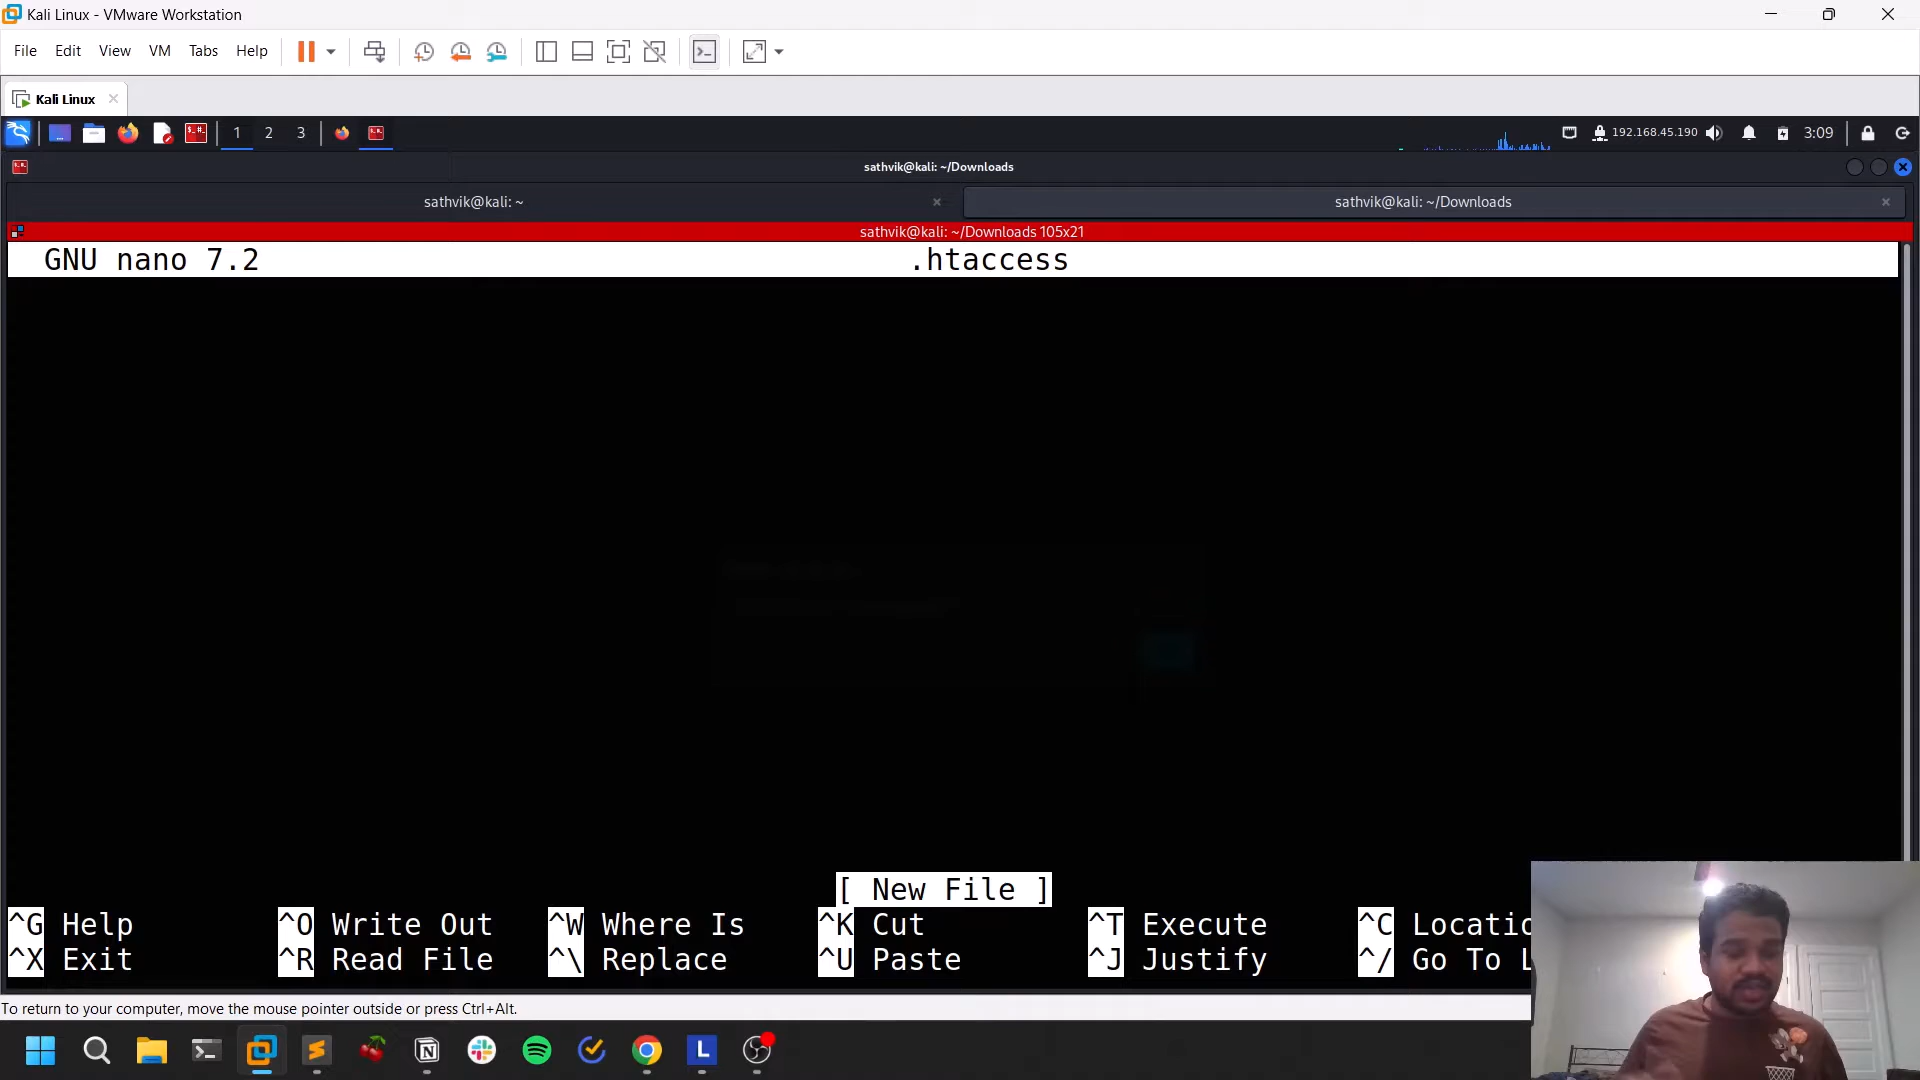 Kali Linux - VMware Workstation
File Edit View VM Tabs Help
Kali Linux
1 2 3 192.168.45.190 3:09
sathvik@kali: ~/Downloads
sathvik@kali: ~ sathvik@kali: ~/Downloads
sathvik@kali: ~/Downloads 105x21
GNU nano 7.2 .htaccess
[ New File ]
^G Help ^O Write Out ^W Where Is ^K Cut ^T Execute ^C Locatio
^X Exit ^R Read File ^\ Replace ^U Paste ^J Justify ^/ Go To L
To return to your computer, move the mouse pointer outside or press Ctrl+Alt.